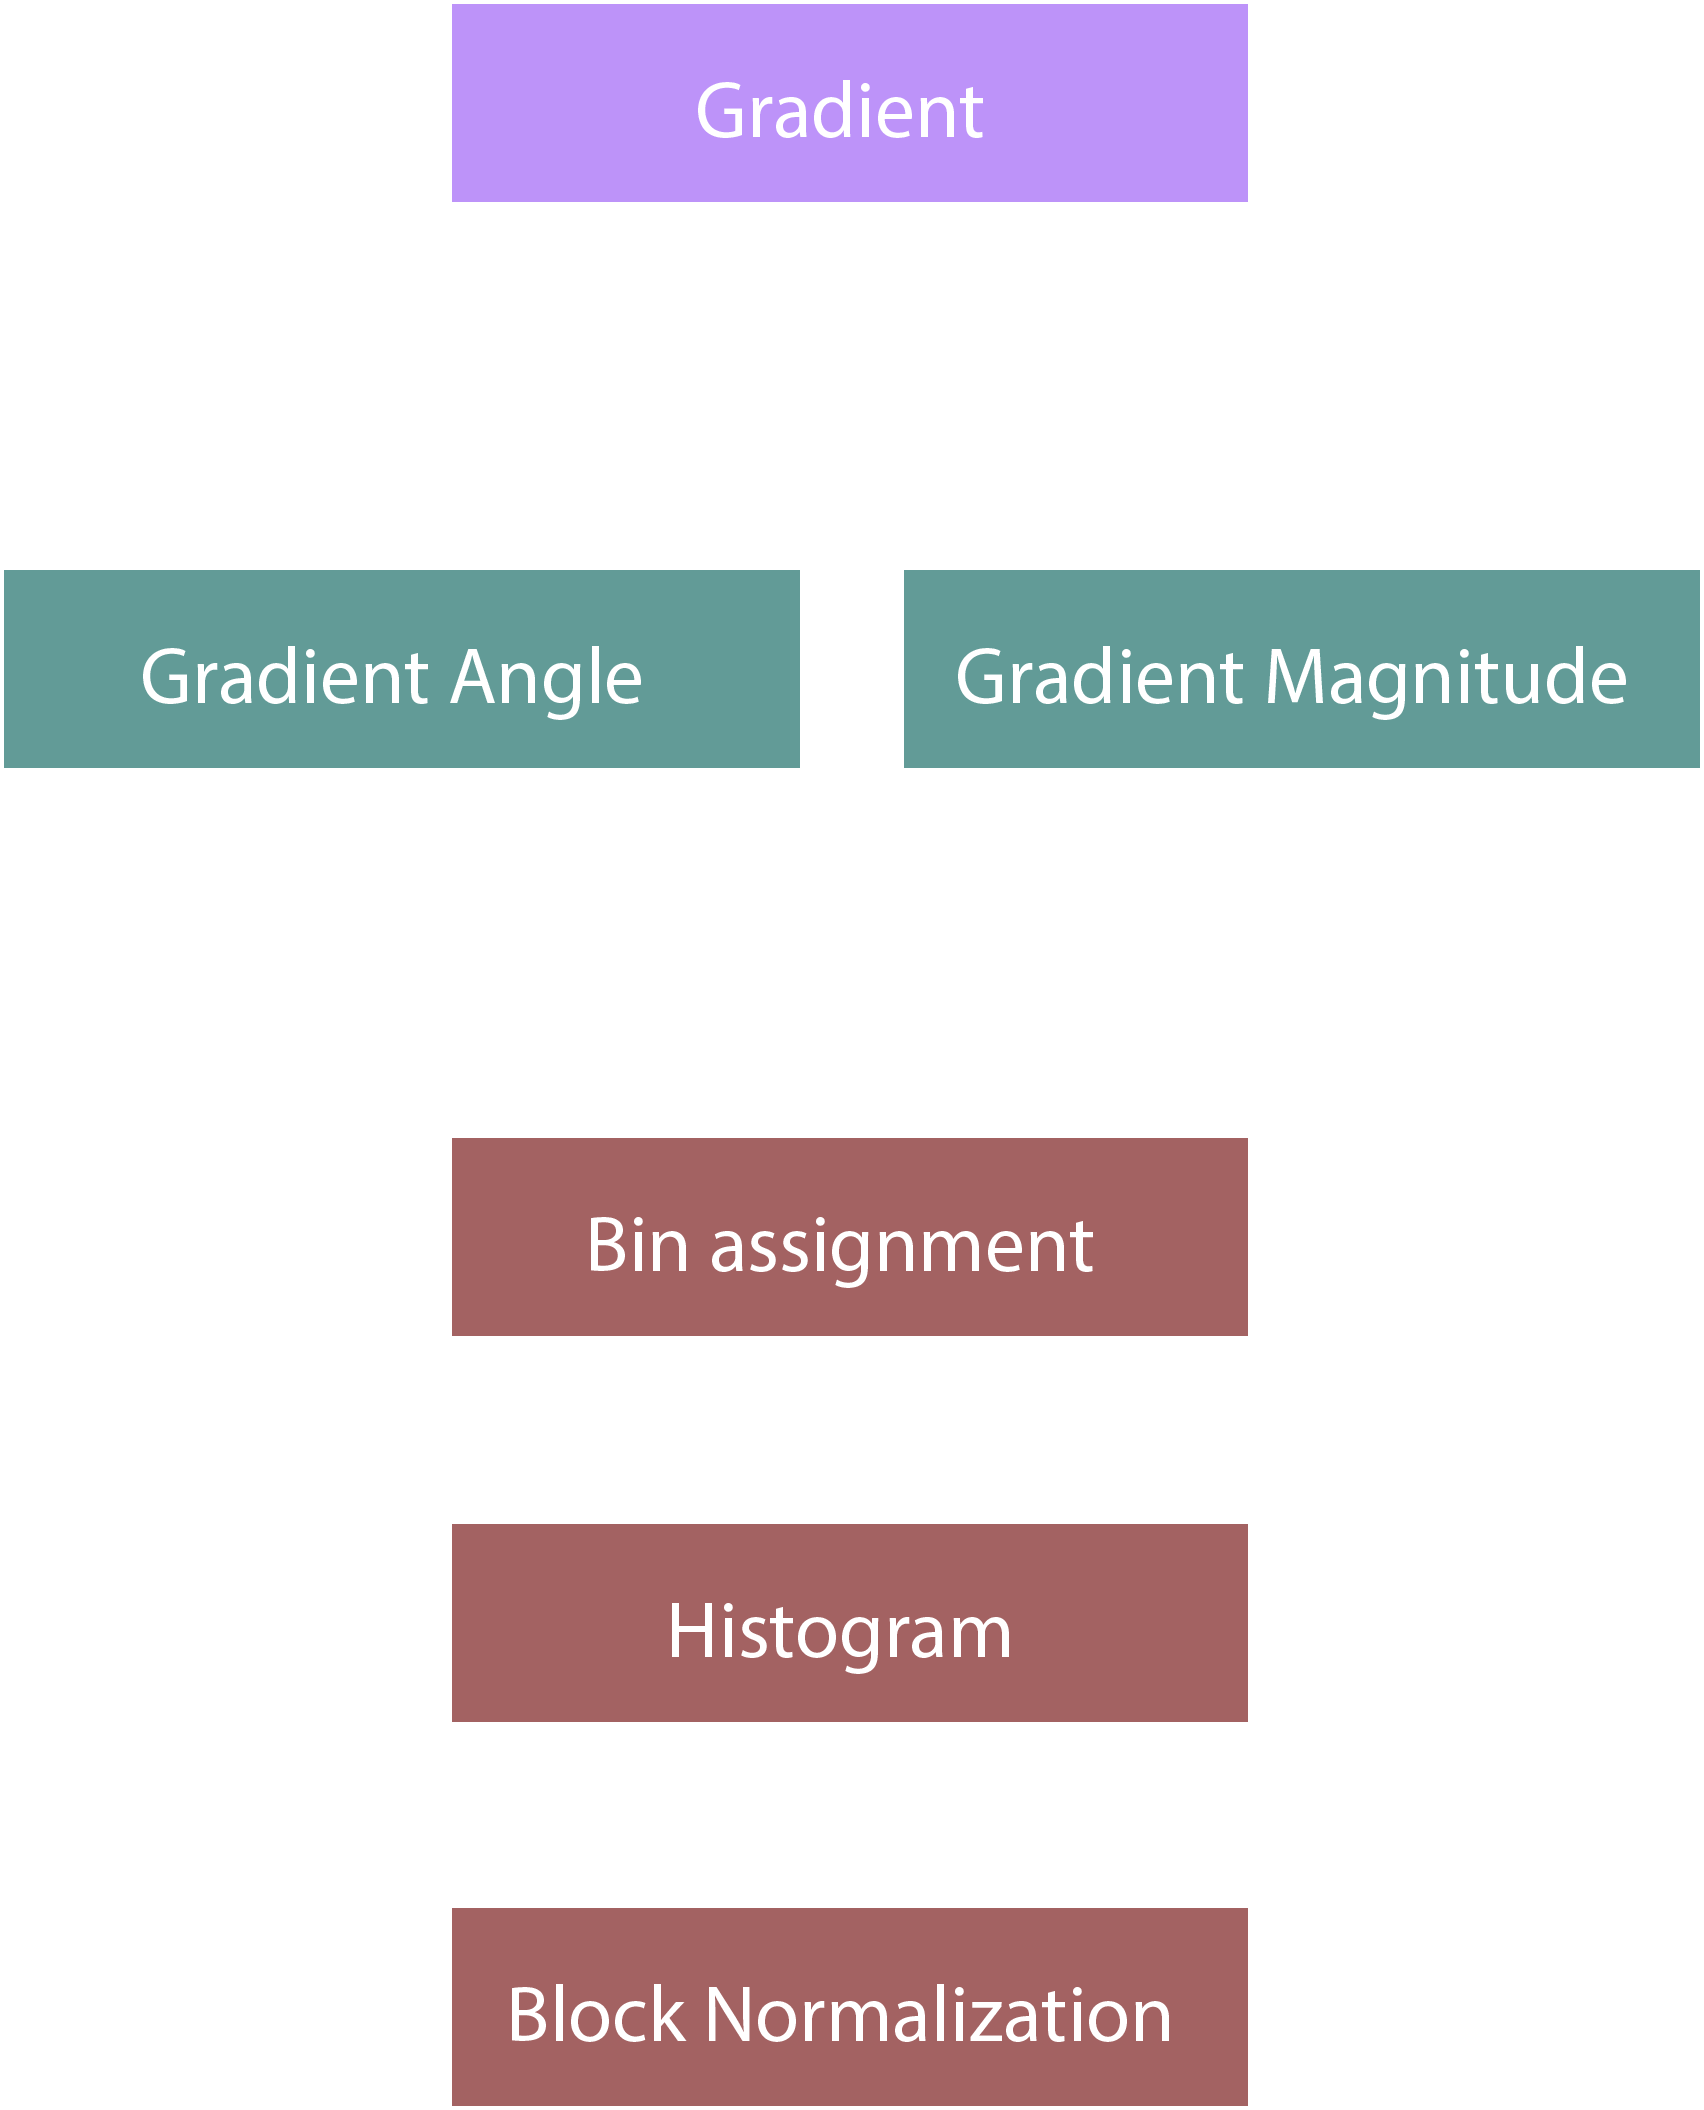 Gradient
Gradient Angle
Gradient Magnitude
Bin assignment
Histogram
Block Normalization